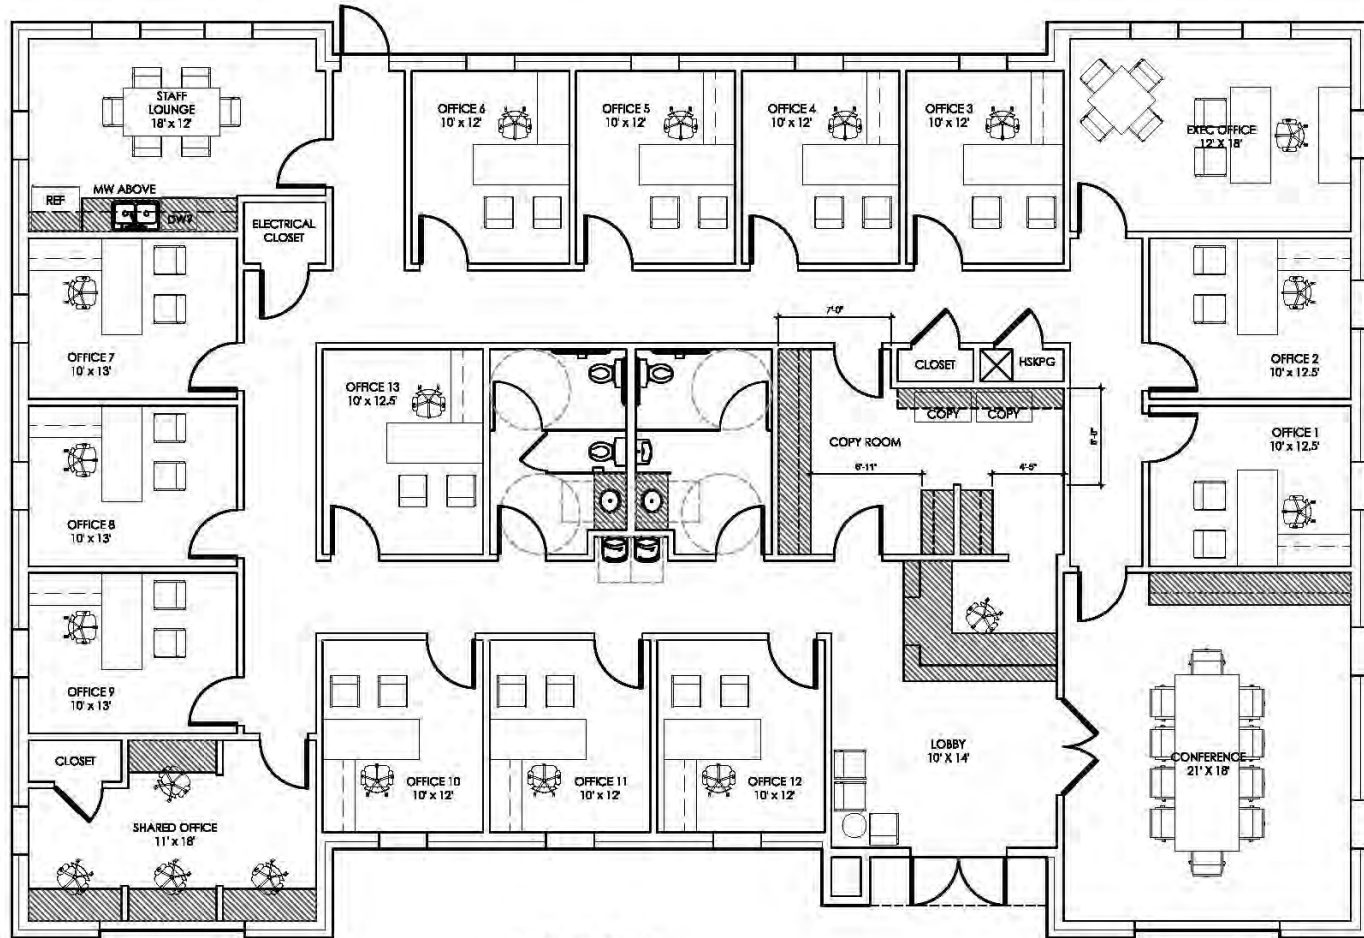 STAFF
LOUNGE
18' x 12'
MW ABOVE
REF
DW?
ELECTRICAL
CLOSET
OFFICE 6
10' x 12'
OFFICE 5
10' x 12'
OFFICE 4
10' x 12'
OFFICE 3
10' x 12'
EXEC OFFICE
12' X 18'
OFFICE 7
10' x 13'
OFFICE 13
10' x 12.5'
7'-0"
CLOSET
HSKPG
OFFICE 2
10' x 12.5'
COPY
COPY
COPY ROOM
6'-11"
4'-5"
OFFICE 1
10' x 12.5'
OFFICE 8
10' x 13'
OFFICE 9
10' x 13'
CLOSET
SHARED OFFICE
11' x 18'
OFFICE 10
10' x 12'
OFFICE 11
10' x 12'
OFFICE 12
10' x 12'
LOBBY
10' X 14'
CONFERENCE
21' X 18'